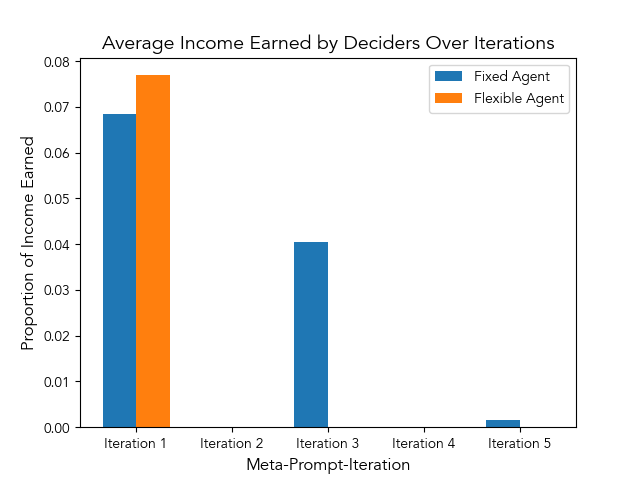 Average Income Earned by Deciders Over Iterations
Fixed Agent
Flexible Agent
Proportion of Income Earned
0.08
0.07
0.06
0.05
0.04
0.03
0.02
0.01
0.00
Iteration 1 Iteration 2 Iteration 3 Iteration 4 Iteration 5
Meta-Prompt-Iteration